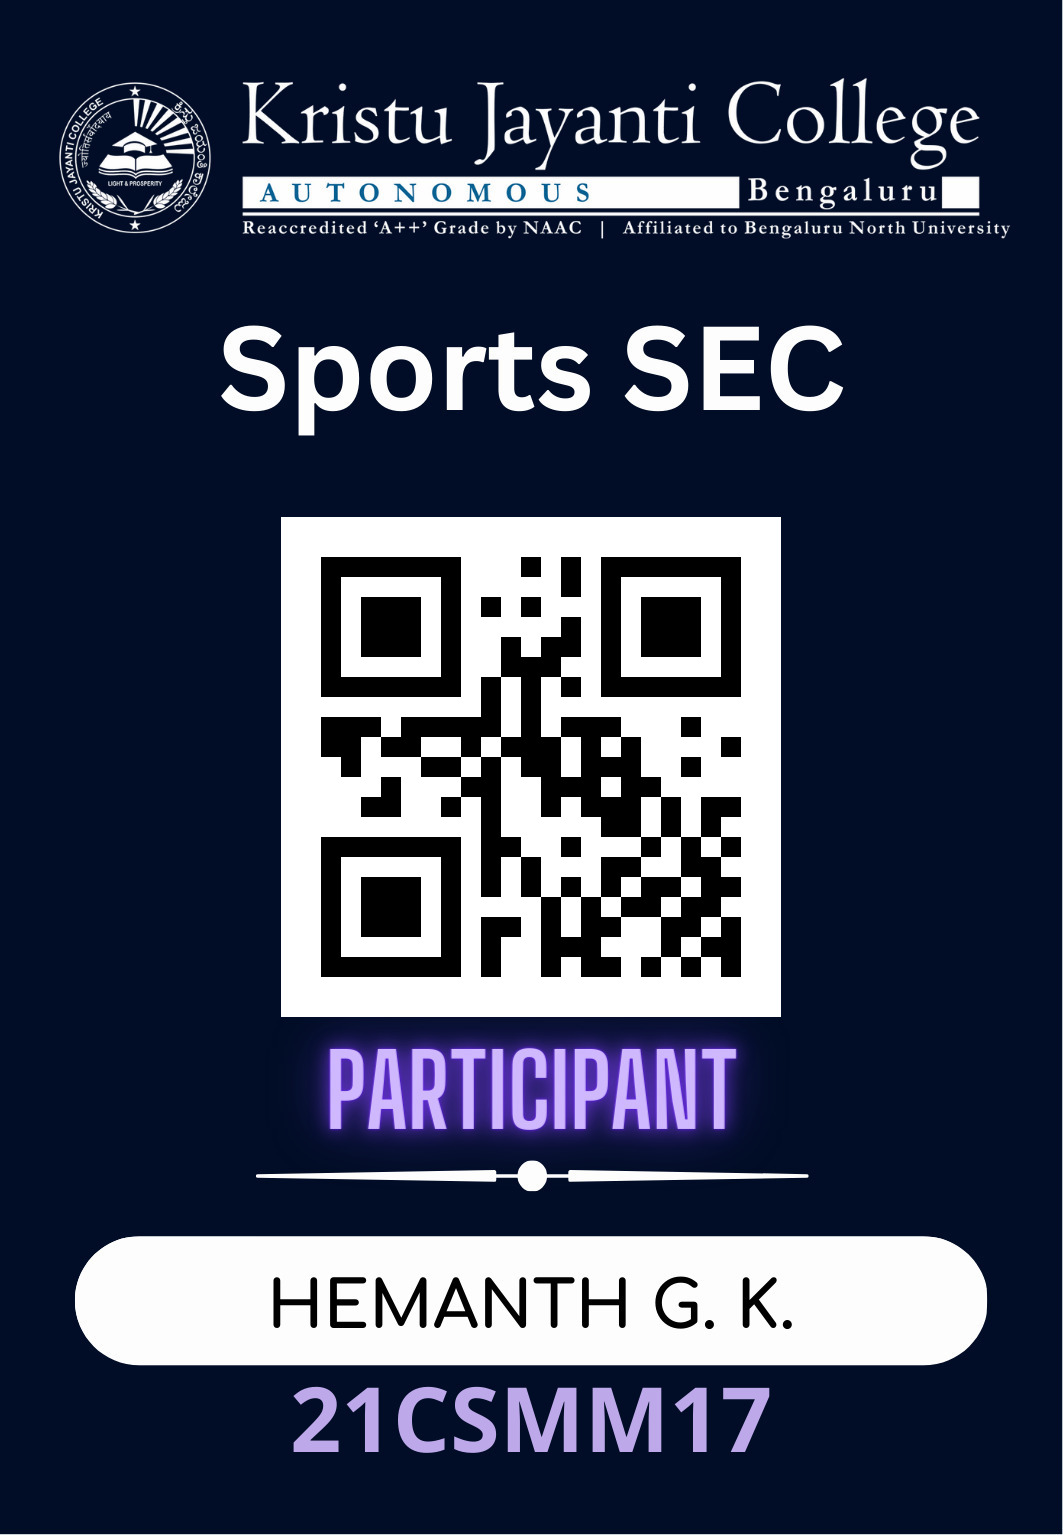 Kristu Jayanti College
AUTONOMOUS Bengaluru
Reaccredited ‘A++’ Grade by NAAC | Affiliated to Bengaluru North University
KRISTU JAYANTI COLLEGE
ಕ್ರಿಸ್ತು ಜಯಂತಿ ಕಾಲೇಜು
LIGHT & PROSPERITY
Sports SEC
PARTICIPANT
HEMANTH G. K.
21CSMM17